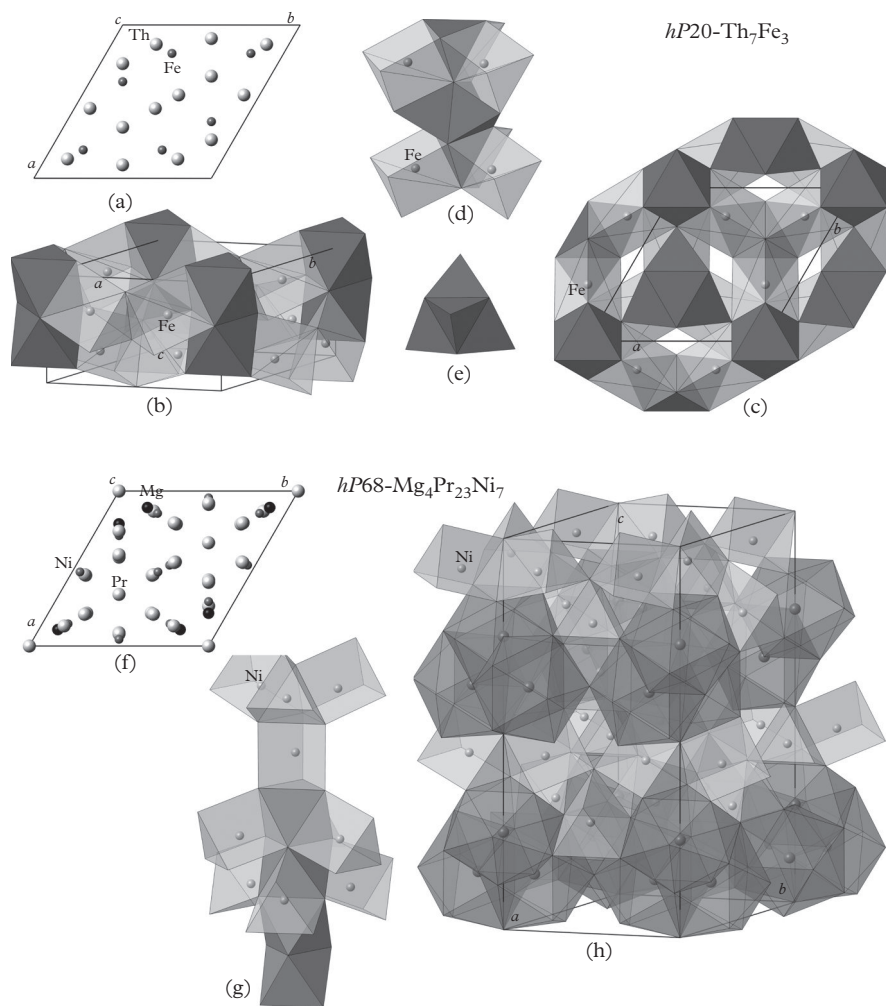 hP20-Th₇Fe₃
c
b
Th
Fe
a
(a)
Fe
(d)
b
a
Fe
c
(b)
(e)
b
Fe
a
(c)
hP68-Mg₄Pr₂₃Ni₇
c
b
Mg
Ni
Pr
a
(f)
Ni
(g)
c
Ni
b
a
(h)